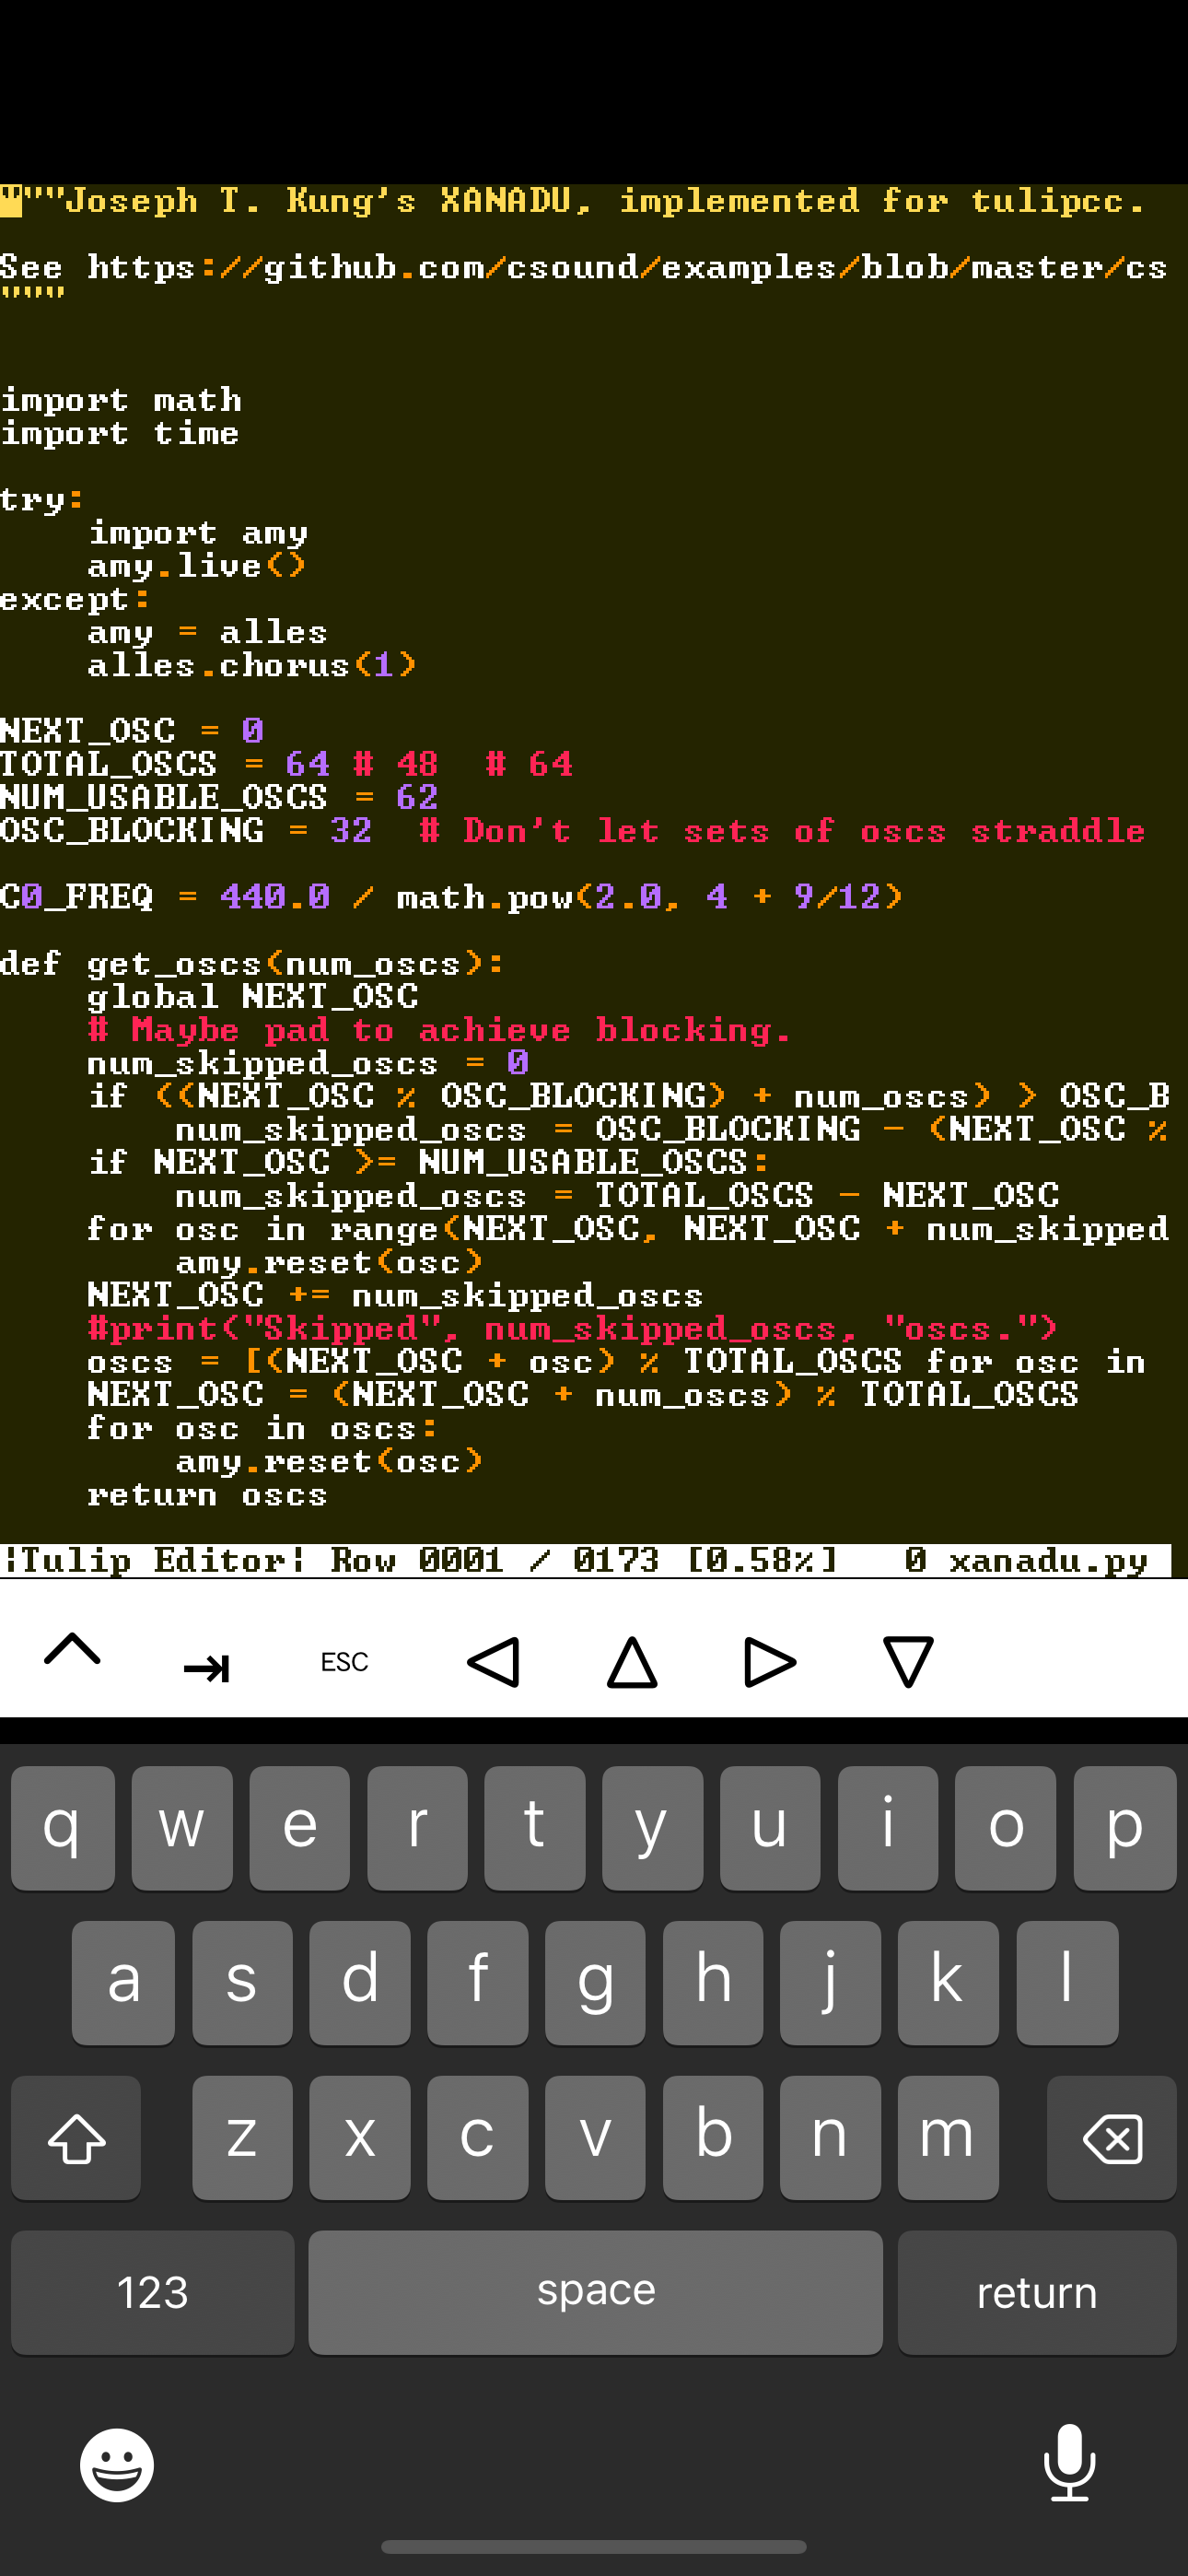 """Joseph T. Kung's XANADU, implemented for tulipcc.
See https://github.com/csound/examples/blob/master/cs
"""
import math
import time
try:
    import amy
    amy.live()
except:
    amy = alles
    alles.chorus(1)
NEXT_OSC = 0
TOTAL_OSCS = 64 # 48  # 64
NUM_USABLE_OSCS = 62
OSC_BLOCKING = 32  # Don't let sets of oscs straddle
C0_FREQ = 440.0 / math.pow(2.0, 4 + 9/12)
def get_oscs(num_oscs):
    global NEXT_OSC
    # Maybe pad to achieve blocking.
    num_skipped_oscs = 0
    if ((NEXT_OSC % OSC_BLOCKING) + num_oscs) > OSC_B
        num_skipped_oscs = OSC_BLOCKING - (NEXT_OSC %
    if NEXT_OSC >= NUM_USABLE_OSCS:
        num_skipped_oscs = TOTAL_OSCS - NEXT_OSC
    for osc in range(NEXT_OSC, NEXT_OSC + num_skipped
        amy.reset(osc)
    NEXT_OSC += num_skipped_oscs
    #print("Skipped", num_skipped_oscs, "oscs.")
    oscs = [(NEXT_OSC + osc) % TOTAL_OSCS for osc in
    NEXT_OSC = (NEXT_OSC + num_oscs) % TOTAL_OSCS
    for osc in oscs:
        amy.reset(osc)
    return oscs
¦Tulip Editor¦ Row 0001 / 0173 [0.58%]   0 xanadu.py
ESC
q w e r t y u i o p
a s d f g h j k l
z x c v b n m
123 space return